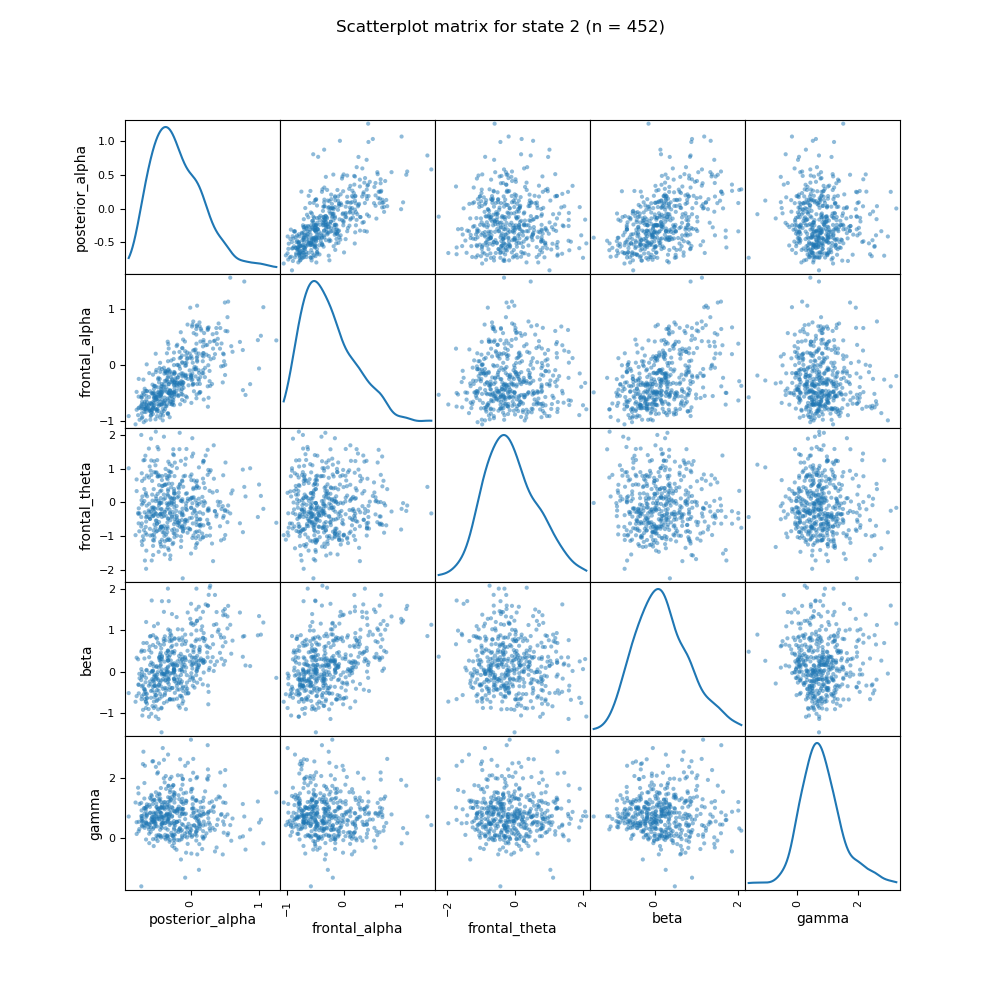 Scatterplot matrix for state 2 (n = 452)
posterior_alpha
1.0
0.5
0.0
-0.5
frontal_alpha
1
0
−1
frontal_theta
2
1
0
−1
−2
beta
2
1
0
−1
gamma
2
0
0
1
−1
0
1
−2
0
2
0
2
0
2
posterior_alpha
frontal_alpha
frontal_theta
beta
gamma